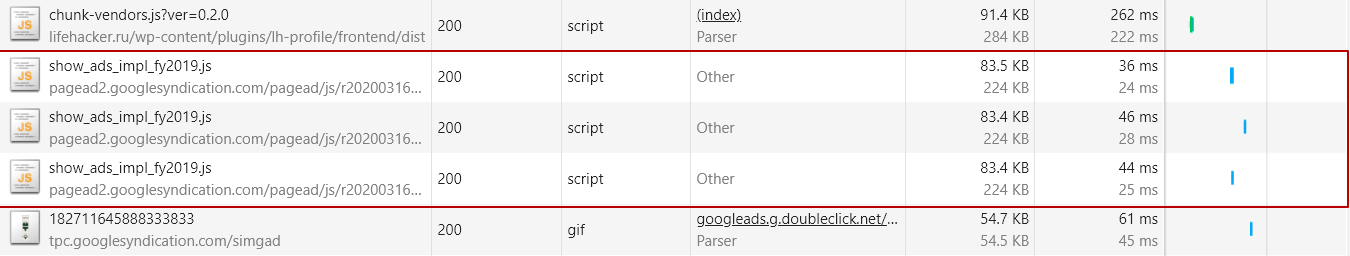 chunk-vendors.js?ver=0.2.0 200 script (index) 91.4 KB 262 ms
lifehacker.ru/wp-content/plugins/lh-profile/frontend/dist Parser 284 KB 222 ms
show_ads_impl_fy2019.js 200 script Other 83.5 KB 36 ms
pagead2.googlesyndication.com/pagead/js/r20200316... 224 KB 24 ms
show_ads_impl_fy2019.js 200 script Other 83.4 KB 46 ms
pagead2.googlesyndication.com/pagead/js/r20200316... 224 KB 28 ms
show_ads_impl_fy2019.js 200 script Other 83.4 KB 44 ms
pagead2.googlesyndication.com/pagead/js/r20200316... 224 KB 25 ms
182711645888333833 200 gif googleads.g.doubleclick.net/... 54.7 KB 61 ms
tpc.googlesyndication.com/simgad Parser 54.5 KB 45 ms